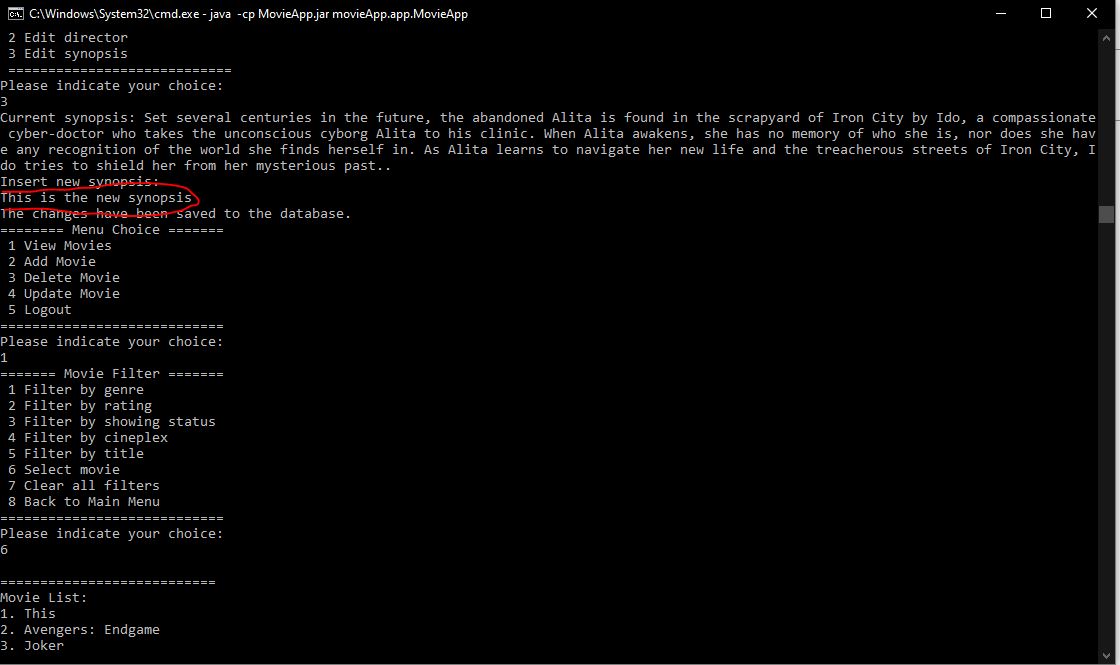 C:\Windows\System32\cmd.exe - java  -cp MovieApp.jar movieApp.app.MovieApp
2 Edit director
3 Edit synopsis
============================
Please indicate your choice:
3
Current synopsis: Set several centuries in the future, the abandoned Alita is found in the scrapyard of Iron City by Ido, a compassionate
cyber-doctor who takes the unconscious cyborg Alita to his clinic. When Alita awakens, she has no memory of who she is, nor does she hav
e any recognition of the world she finds herself in. As Alita learns to navigate her new life and the treacherous streets of Iron City, I
do tries to shield her from her mysterious past..
Insert new synopsis:
This is the new synopsis
The changes have been saved to the database.
======== Menu Choice =======
1 View Movies
2 Add Movie
3 Delete Movie
4 Update Movie
5 Logout
============================
Please indicate your choice:
1
======= Movie Filter =======
1 Filter by genre
2 Filter by rating
3 Filter by showing status
4 Filter by cineplex
5 Filter by title
6 Select movie
7 Clear all filters
8 Back to Main Menu
============================
Please indicate your choice:
6
===========================
Movie List:
1. This
2. Avengers: Endgame
3. Joker